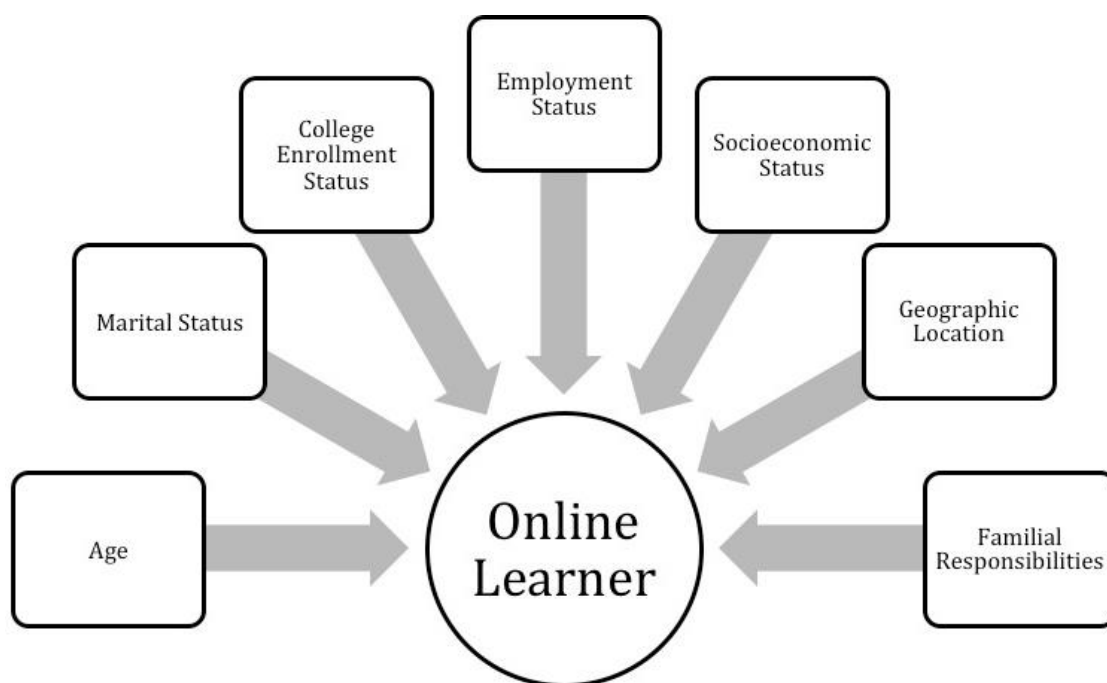 Employment
Status
College
Enrollment
Status
Socioeconomic
Status
Marital Status
Geographic
Location
Age
Online
Learner
Familial
Responsibilities